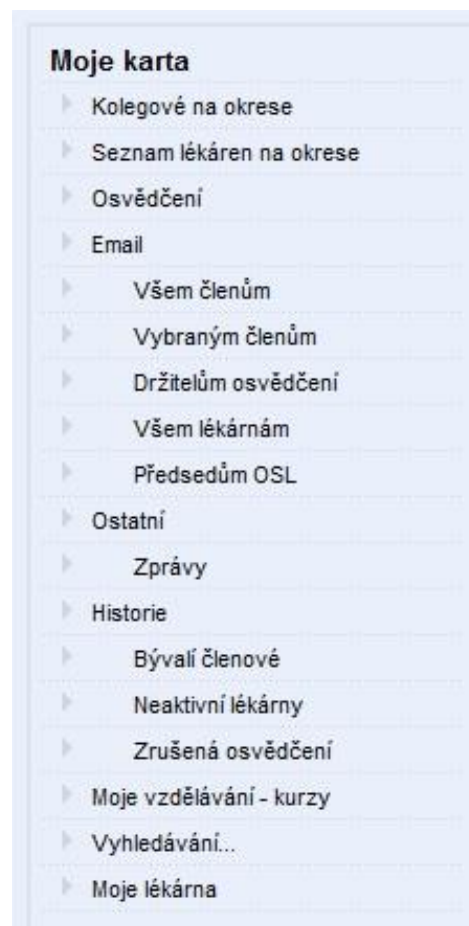 Moje karta
Kolegové na okrese
Seznam lékáren na okrese
Osvědčení
Email
Všem členům
Vybraným členům
Držitelům osvědčení
Všem lékárnám
Předsedům OSL
Ostatní
Zprávy
Historie
Bývalí členové
Neaktivní lékárny
Zrušená osvědčení
Moje vzdělávání - kurzy
Vyhledávání...
Moje lékárna